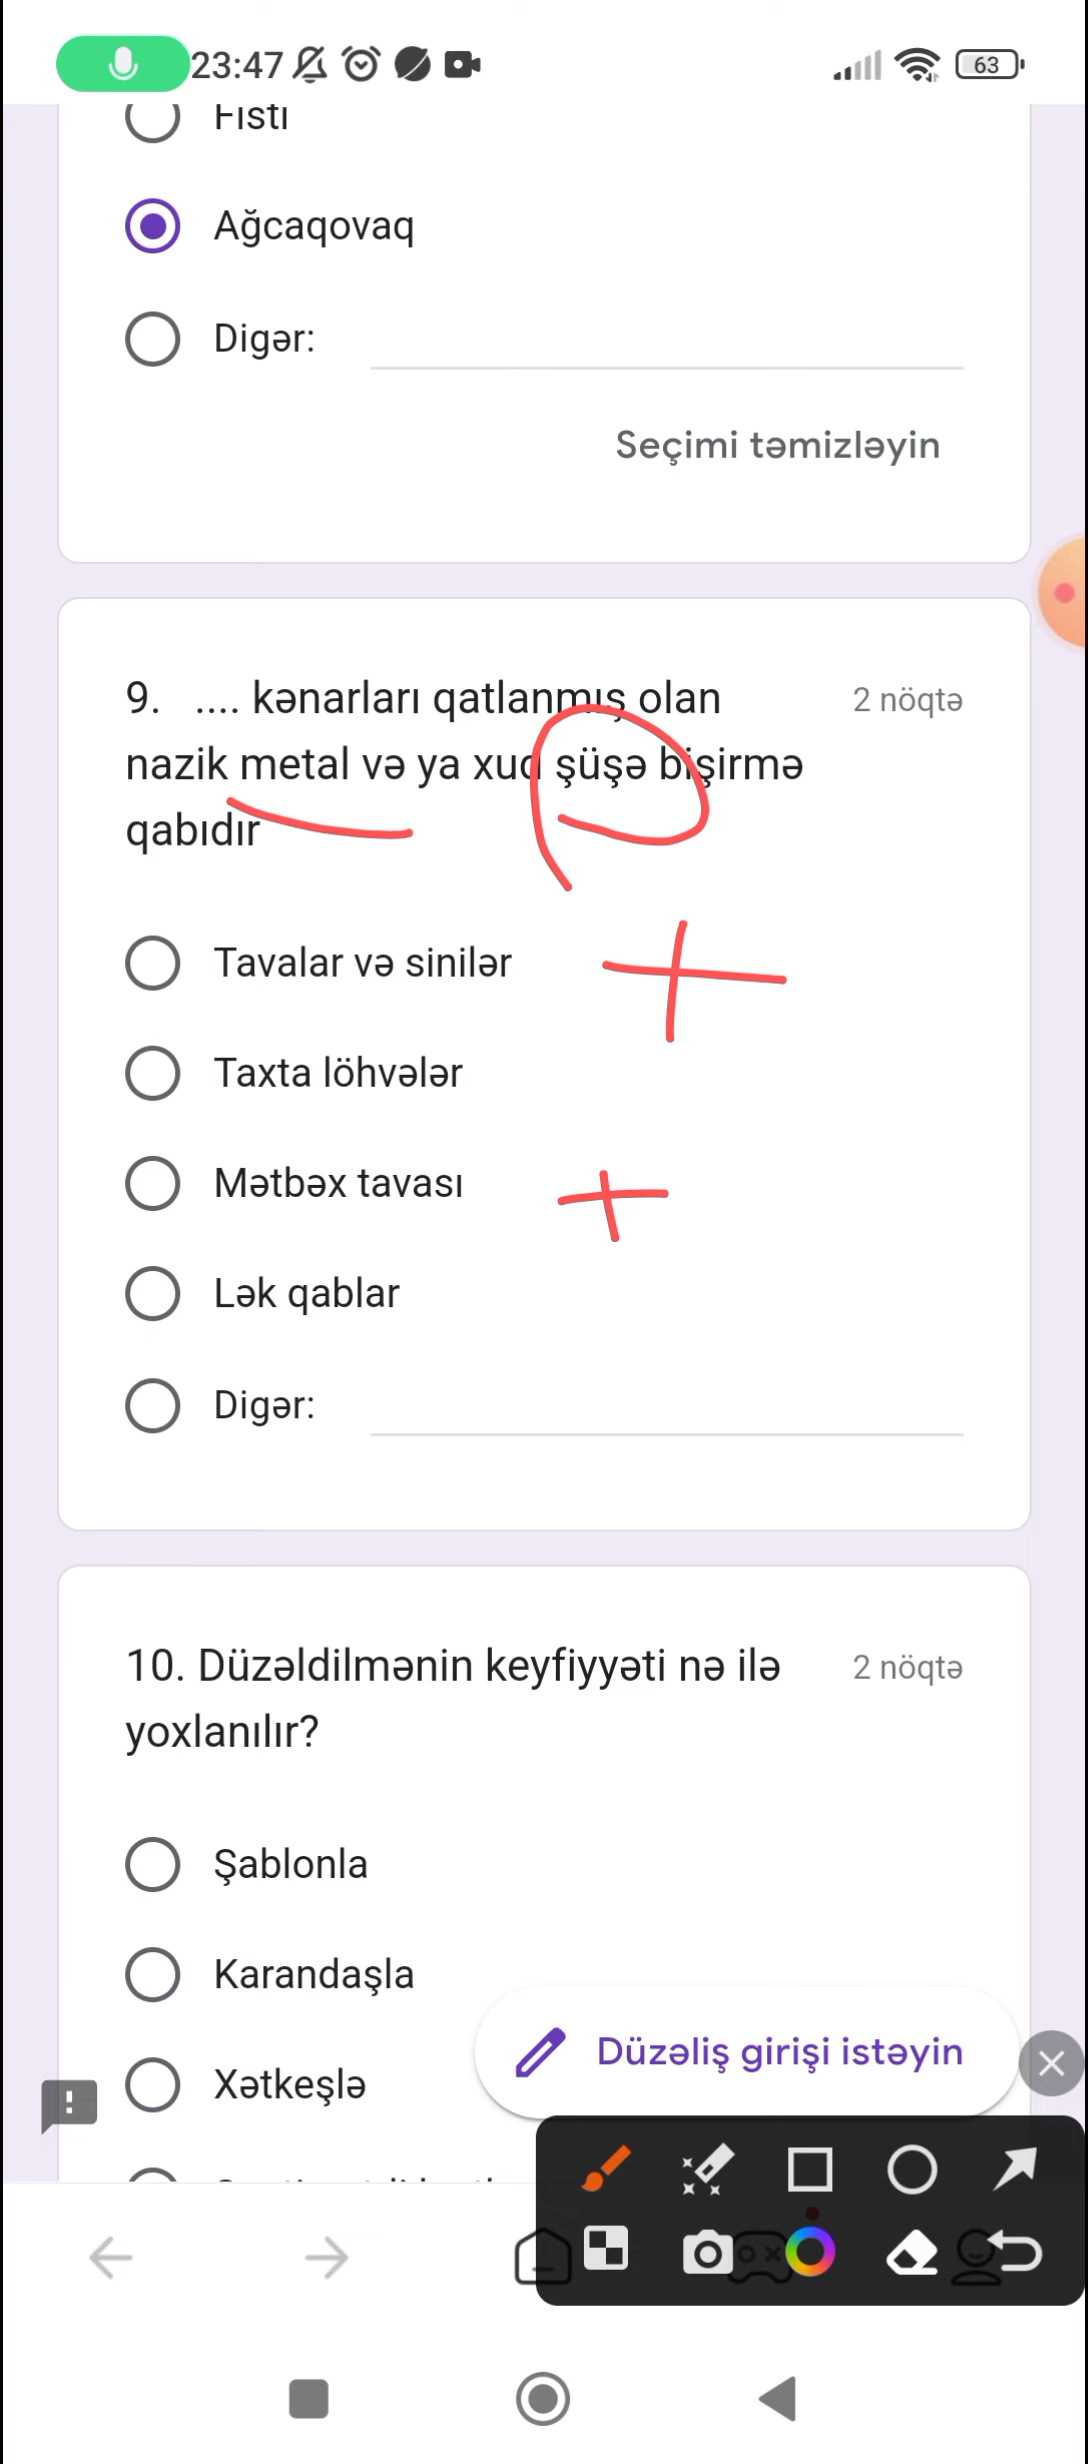 23:47
63
Fıstı
Ağcaqovaq
Digər:
Seçimi təmizləyin
9. .... kənarları qatlanmış olan
2 nöqtə
nazik metal və ya xud şüşə bişirmə
qabıdır
Tavalar və sinilər
Taxta löhvələr
Mətbəx tavası
Lək qablar
Digər:
10. Düzəldilmənin keyfiyyəti nə ilə
2 nöqtə
yoxlanılır?
Şablonla
Karandaşla
Düzəliş girişi istəyin
Xətkeşlə